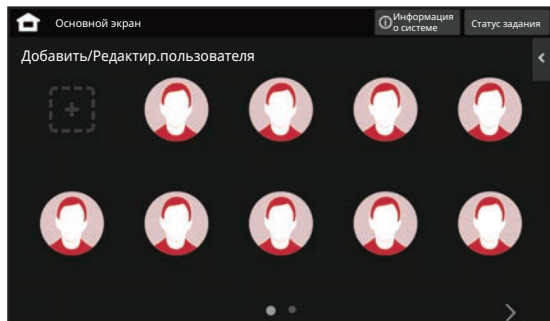 Основной экран
Информация
о системе
Статус задания
Добавить/Редактир.пользователя